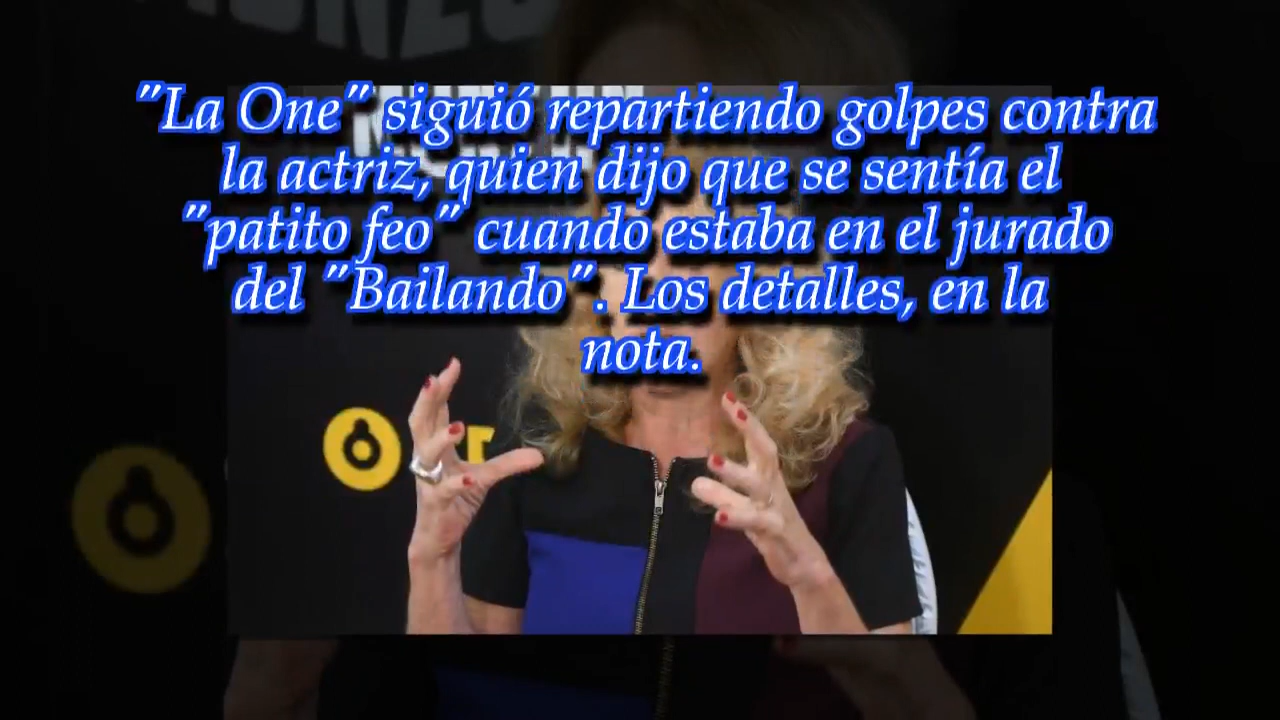 "La One" siguió repartiendo golpes contra
la actriz, quien dijo que se sentía el
"patito feo" cuando estaba en el jurado
del "Bailando". Los detalles, en la
nota.